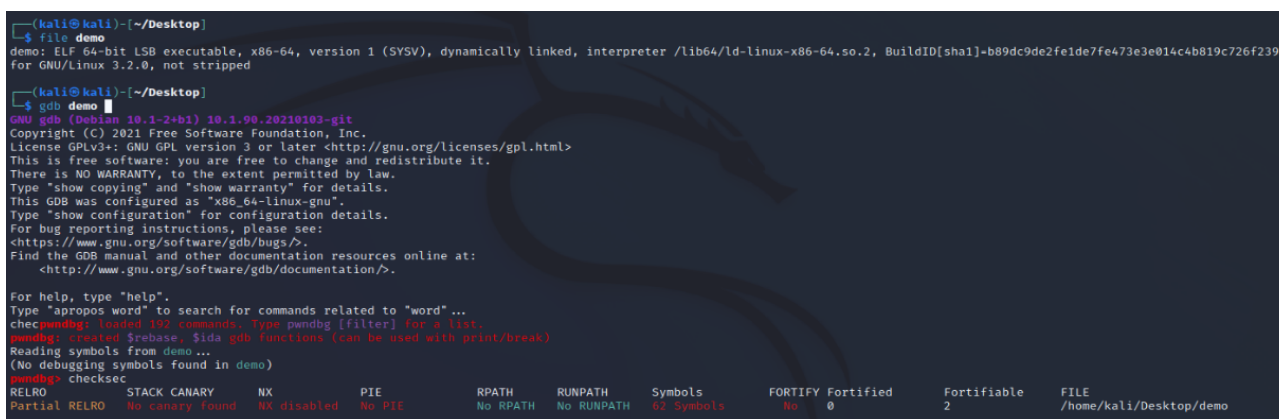 ┌──(kali㉿kali)-[~/Desktop]
└─$ file demo
demo: ELF 64-bit LSB executable, x86-64, version 1 (SYSV), dynamically linked, interpreter /lib64/ld-linux-x86-64.so.2, BuildID[sha1]=b89dc9de2fe1de7fe473e3e014c4b819c726f239
for GNU/Linux 3.2.0, not stripped
┌──(kali㉿kali)-[~/Desktop]
└─$ gdb demo
GNU gdb (Debian 10.1-2+b1) 10.1.90.20210103-git
Copyright (C) 2021 Free Software Foundation, Inc.
License GPLv3+: GNU GPL version 3 or later <http://gnu.org/licenses/gpl.html>
This is free software: you are free to change and redistribute it.
There is NO WARRANTY, to the extent permitted by law.
Type "show copying" and "show warranty" for details.
This GDB was configured as "x86_64-linux-gnu".
Type "show configuration" for configuration details.
For bug reporting instructions, please see:
<https://www.gnu.org/software/gdb/bugs/>.
Find the GDB manual and other documentation resources online at:
<http://www.gnu.org/software/gdb/documentation/>.
For help, type "help".
Type "apropos word" to search for commands related to "word"...
checpwndbg: loaded 192 commands. Type pwndbg [filter] for a list.
pwndbg: created $rebase, $ida gdb functions (can be used with print/break)
Reading symbols from demo...
(No debugging symbols found in demo)
pwndbg> checksec
RELRO STACK CANARY NX PIE RPATH RUNPATH Symbols FORTIFY Fortified Fortifiable FILE
Partial RELRO No canary found NX disabled No PIE No RPATH No RUNPATH 62 Symbols No 0 2 /home/kali/Desktop/demo